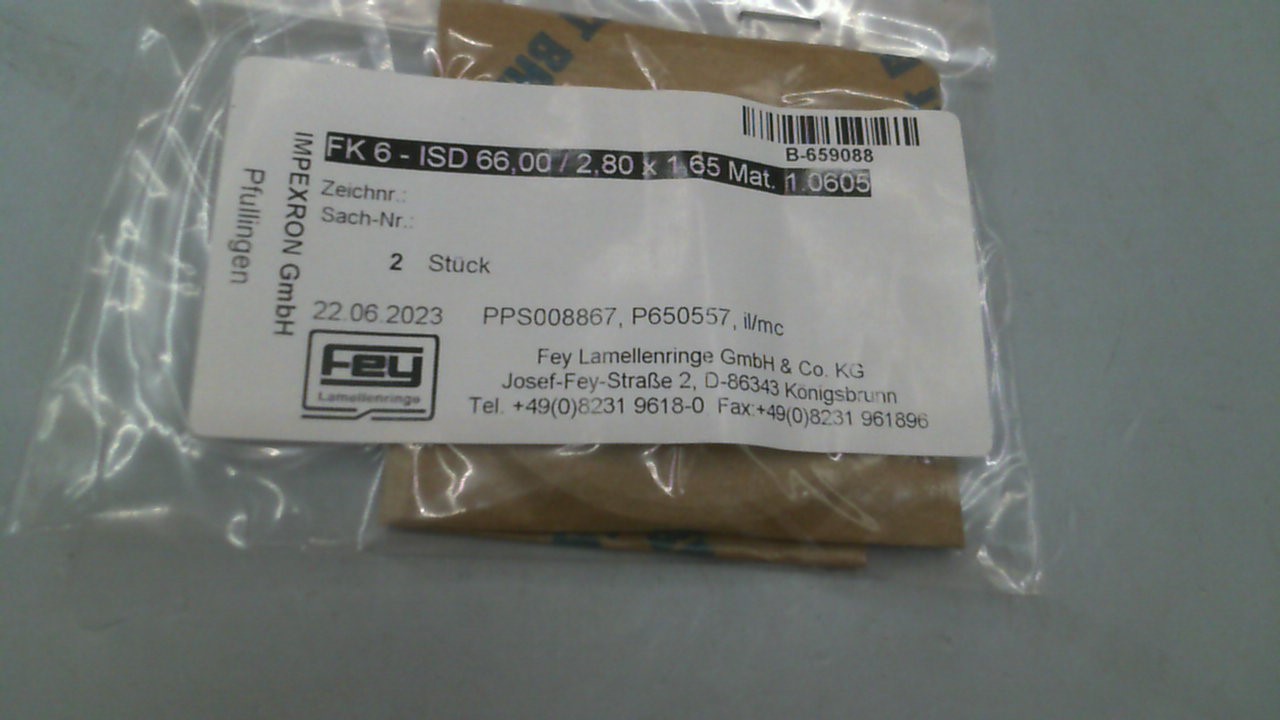 B-659088
FK 6 - ISD 66,00 / 2,80 x 1,65 Mat. 1.0605
Zeichnr.:
Sach-Nr.:
2 Stück
22.06.2023 PPS008867, P650557, il/mc
Fey
Lamellenringe
Fey Lamellenringe GmbH & Co. KG
Josef-Fey-Straße 2, D-86343 Königsbrunn
Tel. +49(0)8231 9618-0 Fax:+49(0)8231 961896
IMPEXRON GmbH
Pfullingen